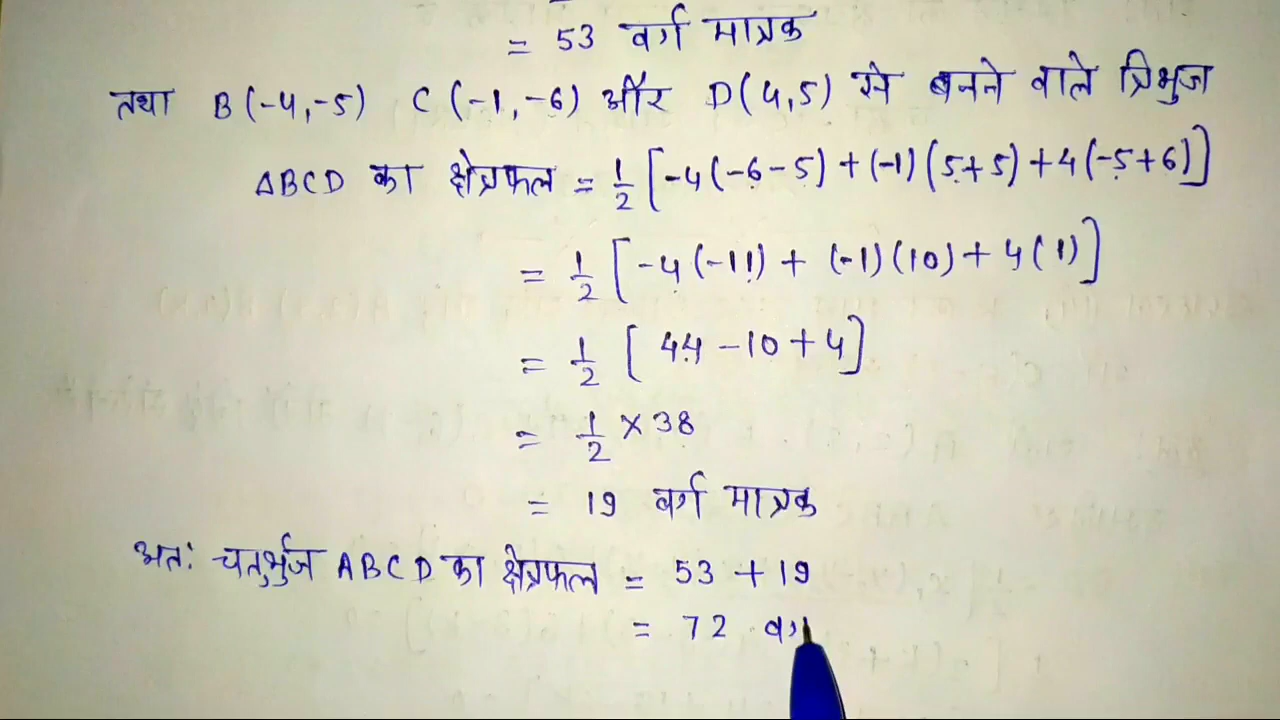 = 53 वर्ग मात्रक
तथा B(-4,-5) C(-1,-6) और D(4,5) से बनने वाले त्रिभुज
ABCD का क्षेत्रफल = 1/2 [-4(-6-5)+(-1)(5+5)+4(-5+6)]
= 1/2 [-4(-11)+(-1)(10)+4(1)]
= 1/2 [44-10+4]
= 1/2 × 38
= 19 वर्ग मात्रक
अतः चतुर्भुज ABCD का क्षेत्रफल = 53 + 19
= 72 व